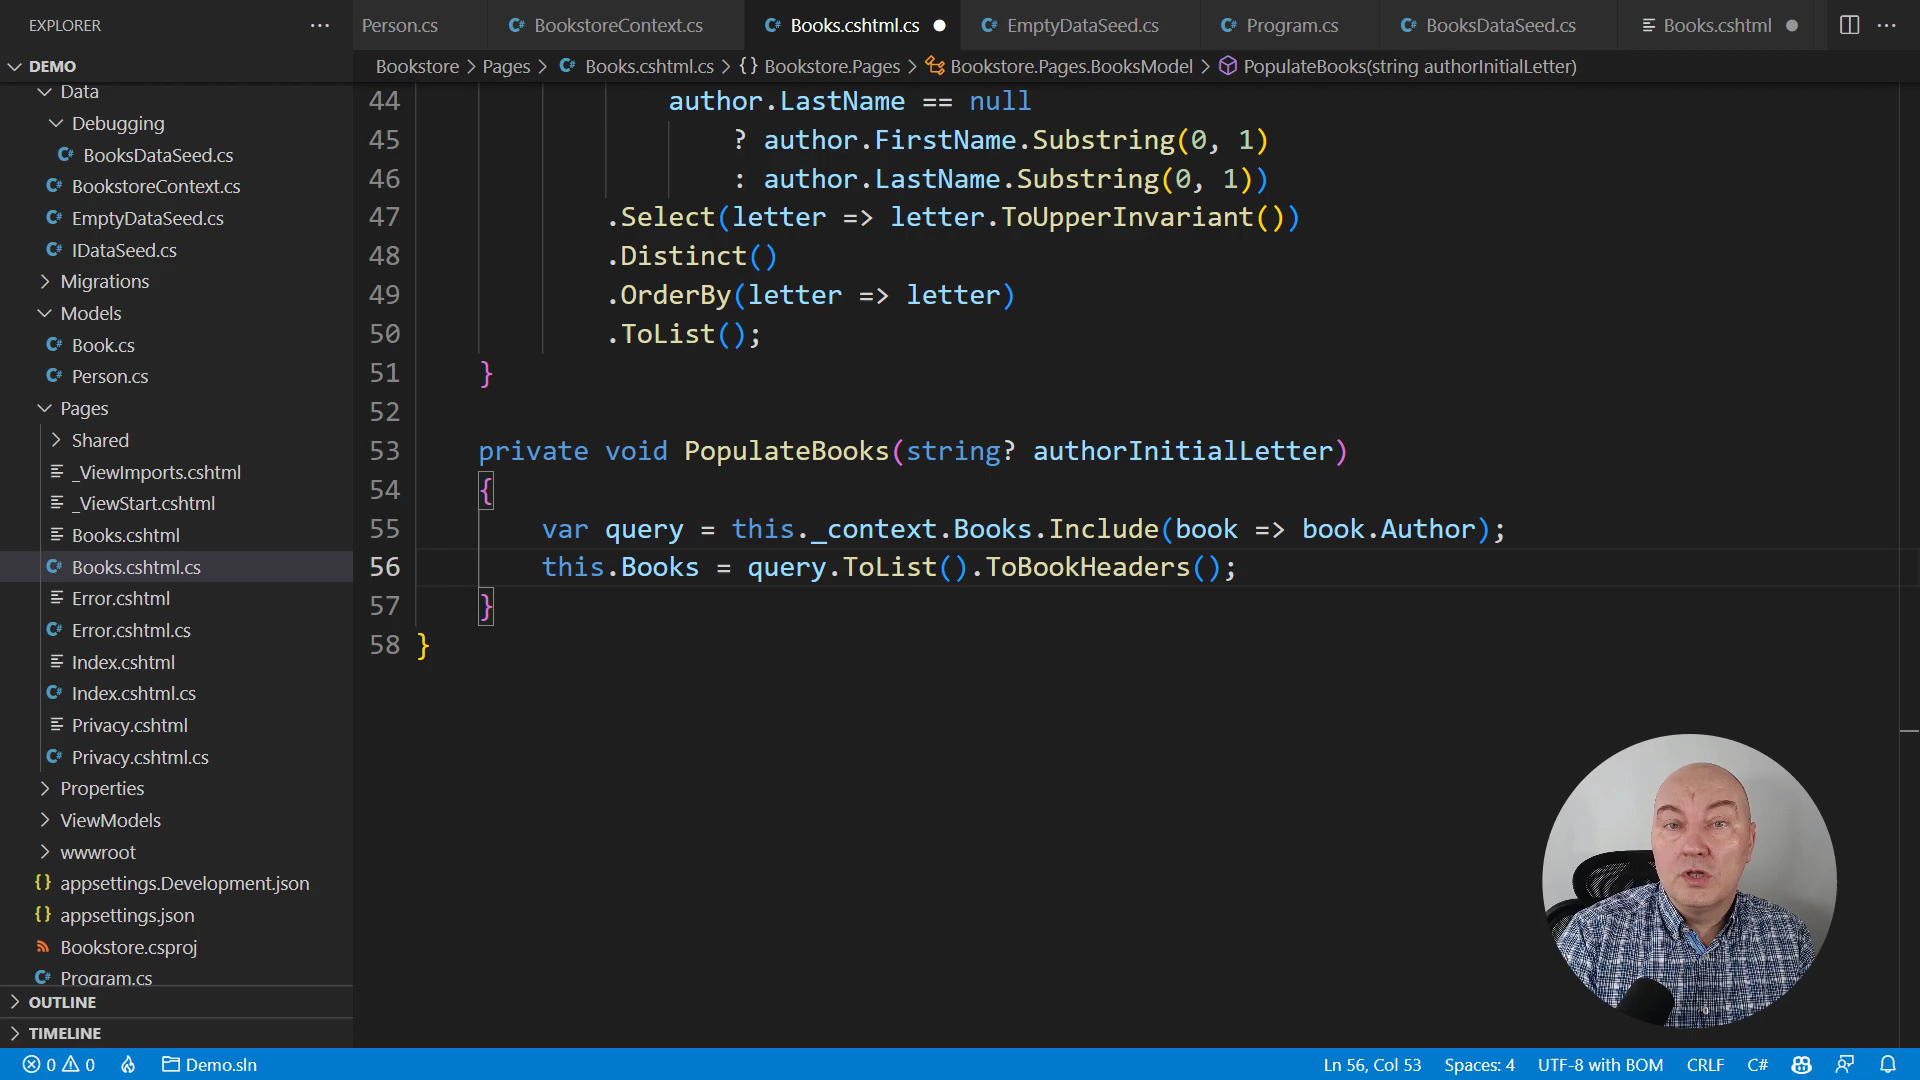 EXPLORER
DEMO
Data
Debugging
BooksDataSeed.cs
BookstoreContext.cs
EmptyDataSeed.cs
IDataSeed.cs
Migrations
Models
Book.cs
Person.cs
Pages
Shared
_ViewImports.cshtml
_ViewStart.cshtml
Books.cshtml
Books.cshtml.cs
Error.cshtml
Error.cshtml.cs
Index.cshtml
Index.cshtml.cs
Privacy.cshtml
Privacy.cshtml.cs
Properties
ViewModels
wwwroot
appsettings.Development.json
appsettings.json
Bookstore.csproj
Program.cs
OUTLINE
TIMELINE
Person.cs BookstoreContext.cs Books.cshtml.cs EmptyDataSeed.cs Program.cs BooksDataSeed.cs Books.cshtml
Bookstore > Pages > Books.cshtml.cs > {} Bookstore.Pages > Bookstore.Pages.BooksModel > PopulateBooks(string authorInitialLetter)
44 author.LastName == null
45 ? author.FirstName.Substring(0, 1)
46 : author.LastName.Substring(0, 1))
47 .Select(letter => letter.ToUpperInvariant())
48 .Distinct()
49 .OrderBy(letter => letter)
50 .ToList();
51 }
52
53 private void PopulateBooks(string? authorInitialLetter)
54 {
55 var query = this._context.Books.Include(book => book.Author);
56 this.Books = query.ToList().ToBookHeaders();
57 }
58 }
0 0 Demo.sln Ln 56, Col 53 Spaces: 4 UTF-8 with BOM CRLF C#